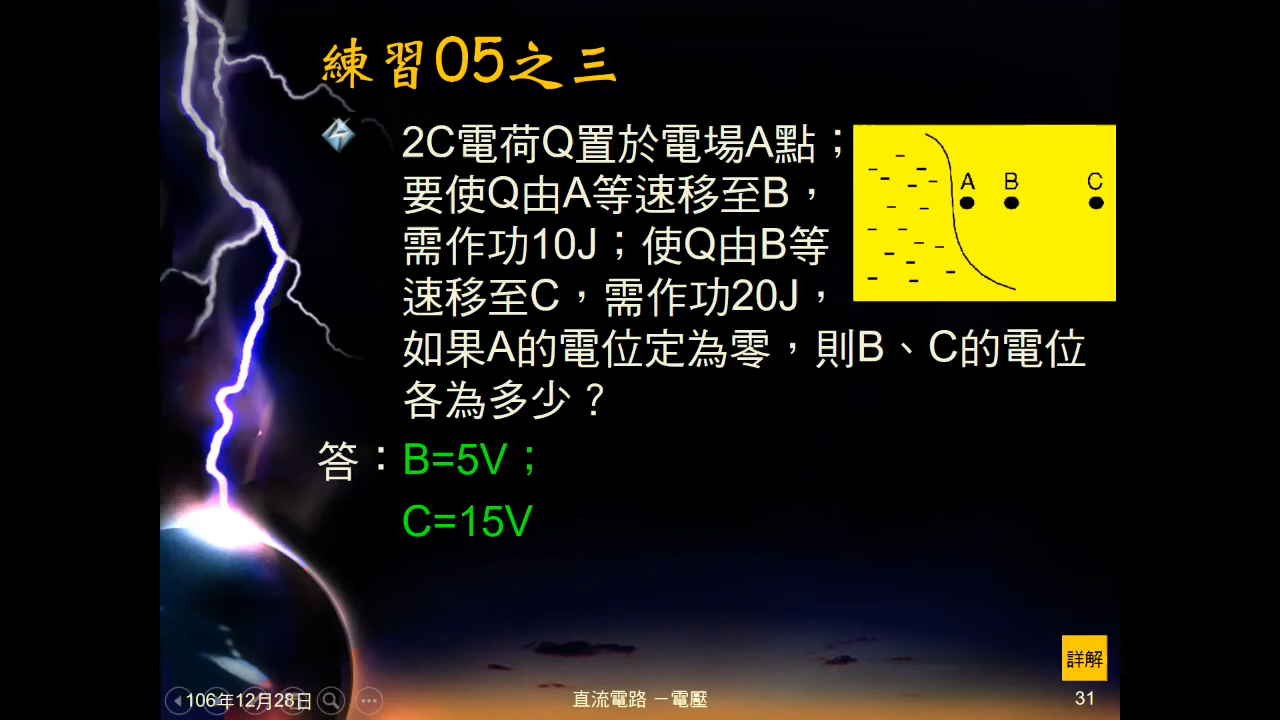 練習05之三
2C電荷Q置於電場A點；
要使Q由A等速移至B，
需作功10J；使Q由B等
速移至C，需作功20J，
如果A的電位定為零，則B、C的電位
各為多少？
A B C
答：B=5V；
C=15V
詳解
106年12月28日
直流電路 －電壓
31